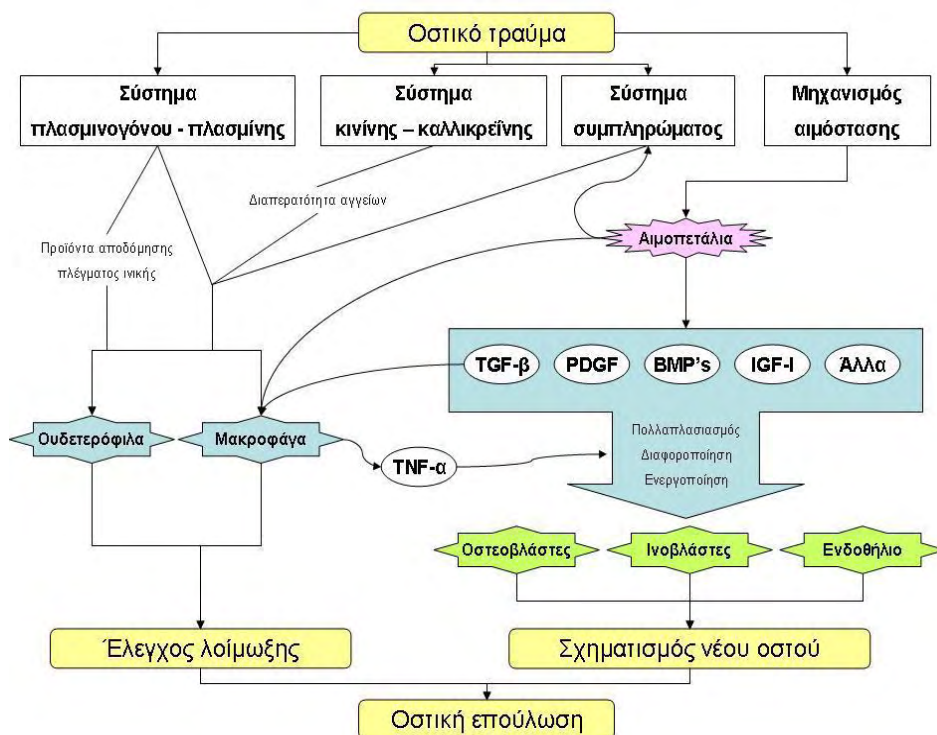 Οστικό τραύμα
Σύστημα
πλασμινογόνου - πλασμίνης
Σύστημα
κινίνης – καλλικρεΐνης
Σύστημα
συμπληρώματος
Μηχανισμός
αιμόστασης
Διαπερατότητα αγγείων
Προϊόντα αποδόμησης
πλέγματος ινικής
Αιμοπετάλια
TGF-β
PDGF
BMP's
IGF-I
Άλλα
Ουδετερόφιλα
Μακροφάγα
TNF-α
Πολλαπλασιασμός
Διαφοροποίηση
Ενεργοποίηση
Οστεοβλάστες
Ινοβλάστες
Ενδοθήλιο
Έλεγχος λοίμωξης
Σχηματισμός νέου οστού
Οστική επούλωση